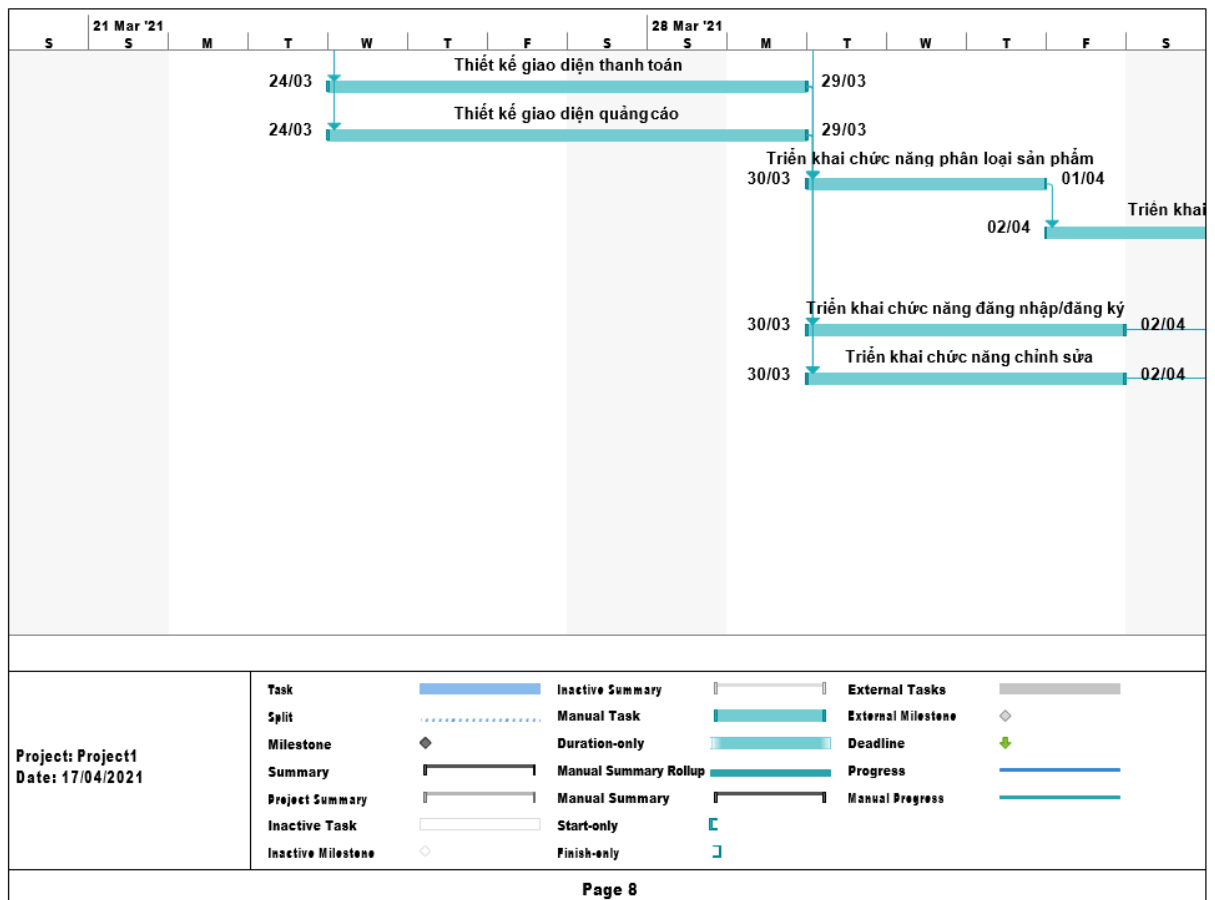 21 Mar '21 28 Mar '21
S S M T W T F S S M T W T F S
Thiết kế giao diện thanh toán
24/03 29/03
Thiết kế giao diện quảng cáo
24/03 29/03
Triển khai chức năng phân loại sản phẩm
30/03 01/04
Triển khai
02/04
Triển khai chức năng đăng nhập/đăng ký
30/03 02/04
Triển khai chức năng chỉnh sửa
30/03 02/04
Task Inactive Summary External Tasks
Split Manual Task External Milestone
Milestone Duration-only Deadline
Project: Project1
Date: 17/04/2021
Summary Manual Summary Rollup Progress
Project Summary Manual Summary Manual Progress
Inactive Task Start-only
Inactive Milestone Finish-only
Page 8